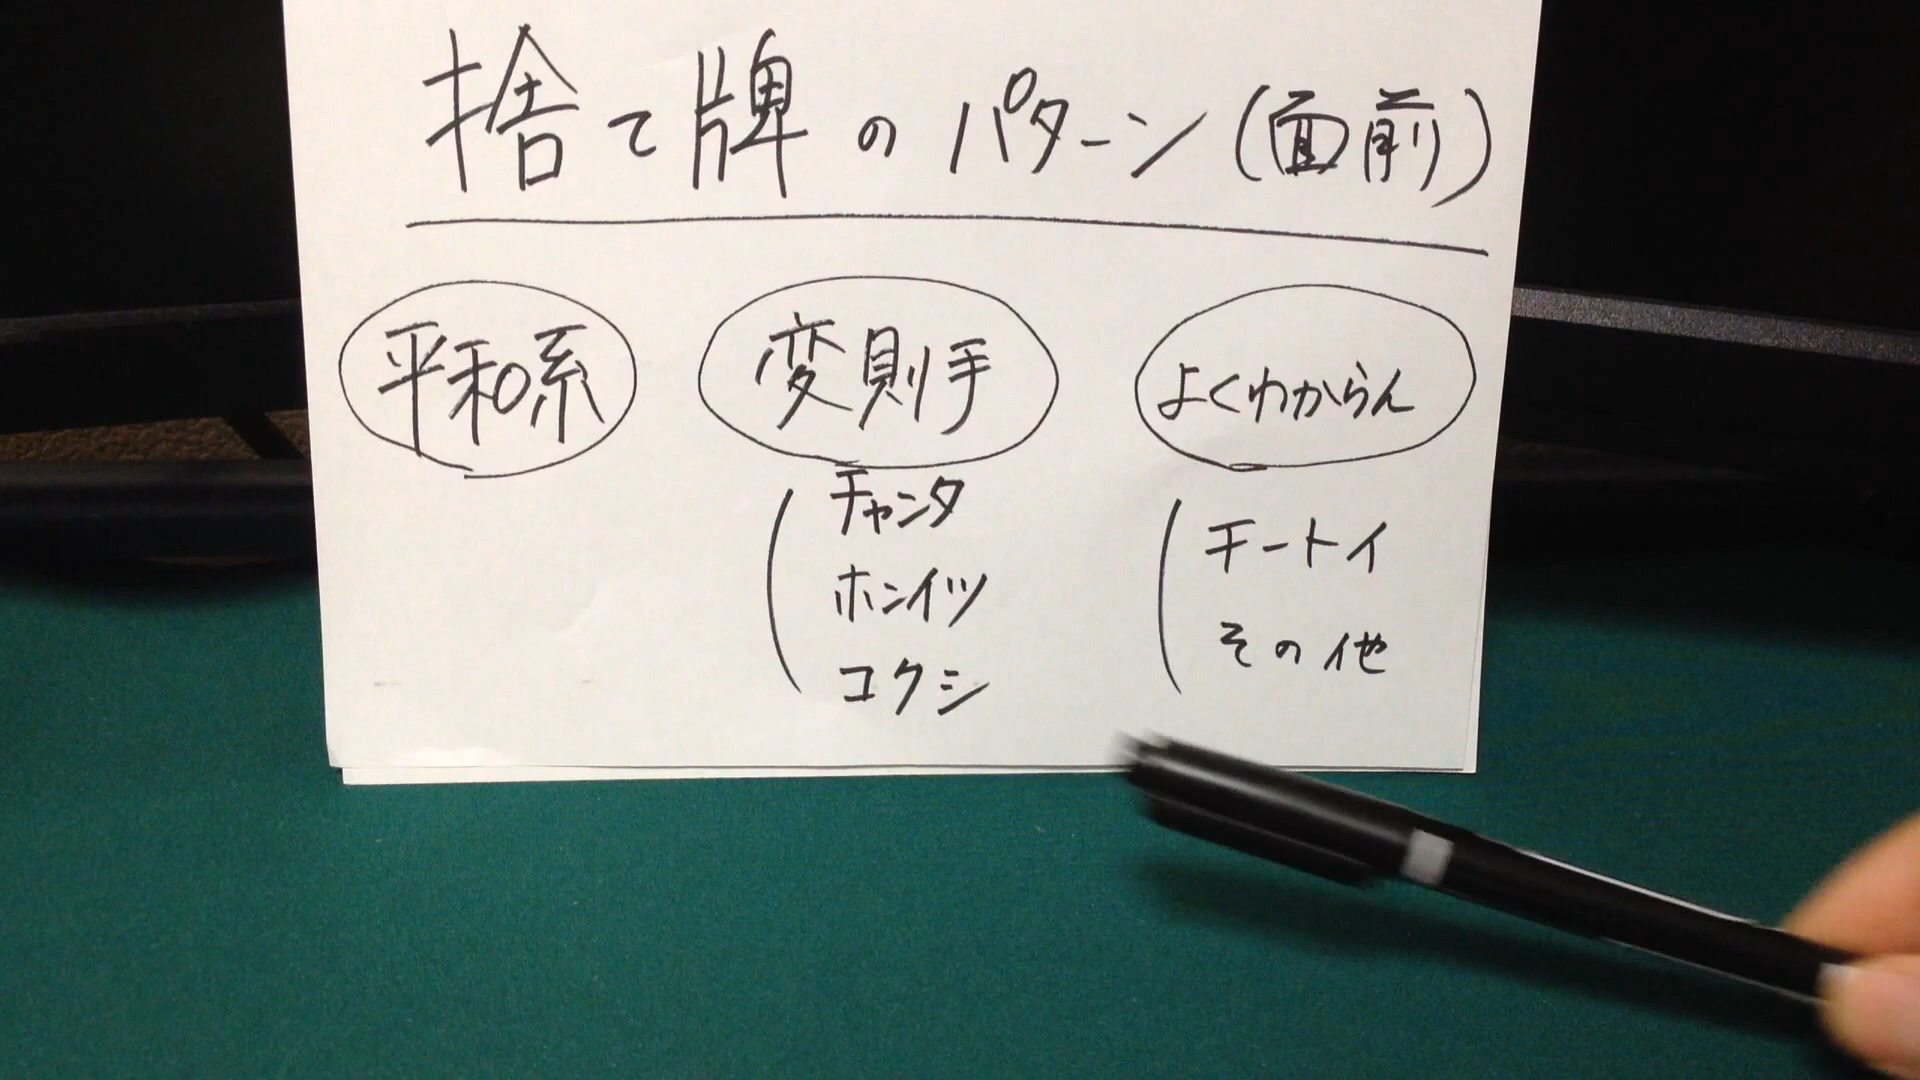 捨て牌のパターン(面前)
平和系
変則手
チャンタ
ホンイツ
コクシ
よくわからん
チートイ
その他